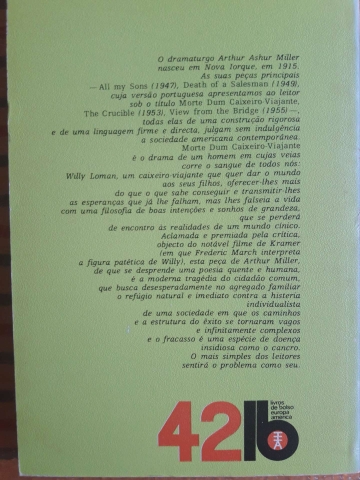 O dramaturgo Arthur Ashur Miller
nasceu em Nova Iorque, em 1915.
As suas peças principais
— All my Sons (1947), Death of a Salesman (1949),
cuja versão portuguesa apresentamos ao leitor
sob o título Morte Dum Caixeiro-Viajante,
The Crucible (1953), View from the Bridge (1955) —,
todas elas de uma construção rigorosa
e de uma linguagem firme e directa, julgam sem indulgência
a sociedade americana contemporânea.
Morte Dum Caixeiro-Viajante
é o drama de um homem em cujas veias
corre o sangue de todos nós:
Willy Loman, um caixeiro-viajante que quer dar o mundo
aos seus filhos, oferecer-lhes mais
do que o que sabe conseguir e transmitir-lhes
as esperanças que já lhe falham, mas lhes falseia a vida
com uma filosofia de boas intenções e sonhos de grandeza,
que se perderá
de encontro às realidades de um mundo cínico.
Aclamada e premiada pela crítica,
objecto do notável filme de Kramer
(em que Frederic March interpreta
a figura patética de Willy), esta peça de Arthur Miller,
de que se desprende uma poesia quente e humana,
é a moderna tragédia do cidadão comum,
que busca desesperadamente no agregado familiar
o refúgio natural e imediato contra a histeria
individualista
de uma sociedade em que os caminhos
e a estrutura do êxito se tornaram vagos
e infinitamente complexos
e o fracasso é uma espécie de doença
insidiosa como o cancro.
O mais simples dos leitores
sentirá o problema como seu.
42 lb
livros
de bolso
europa
américa